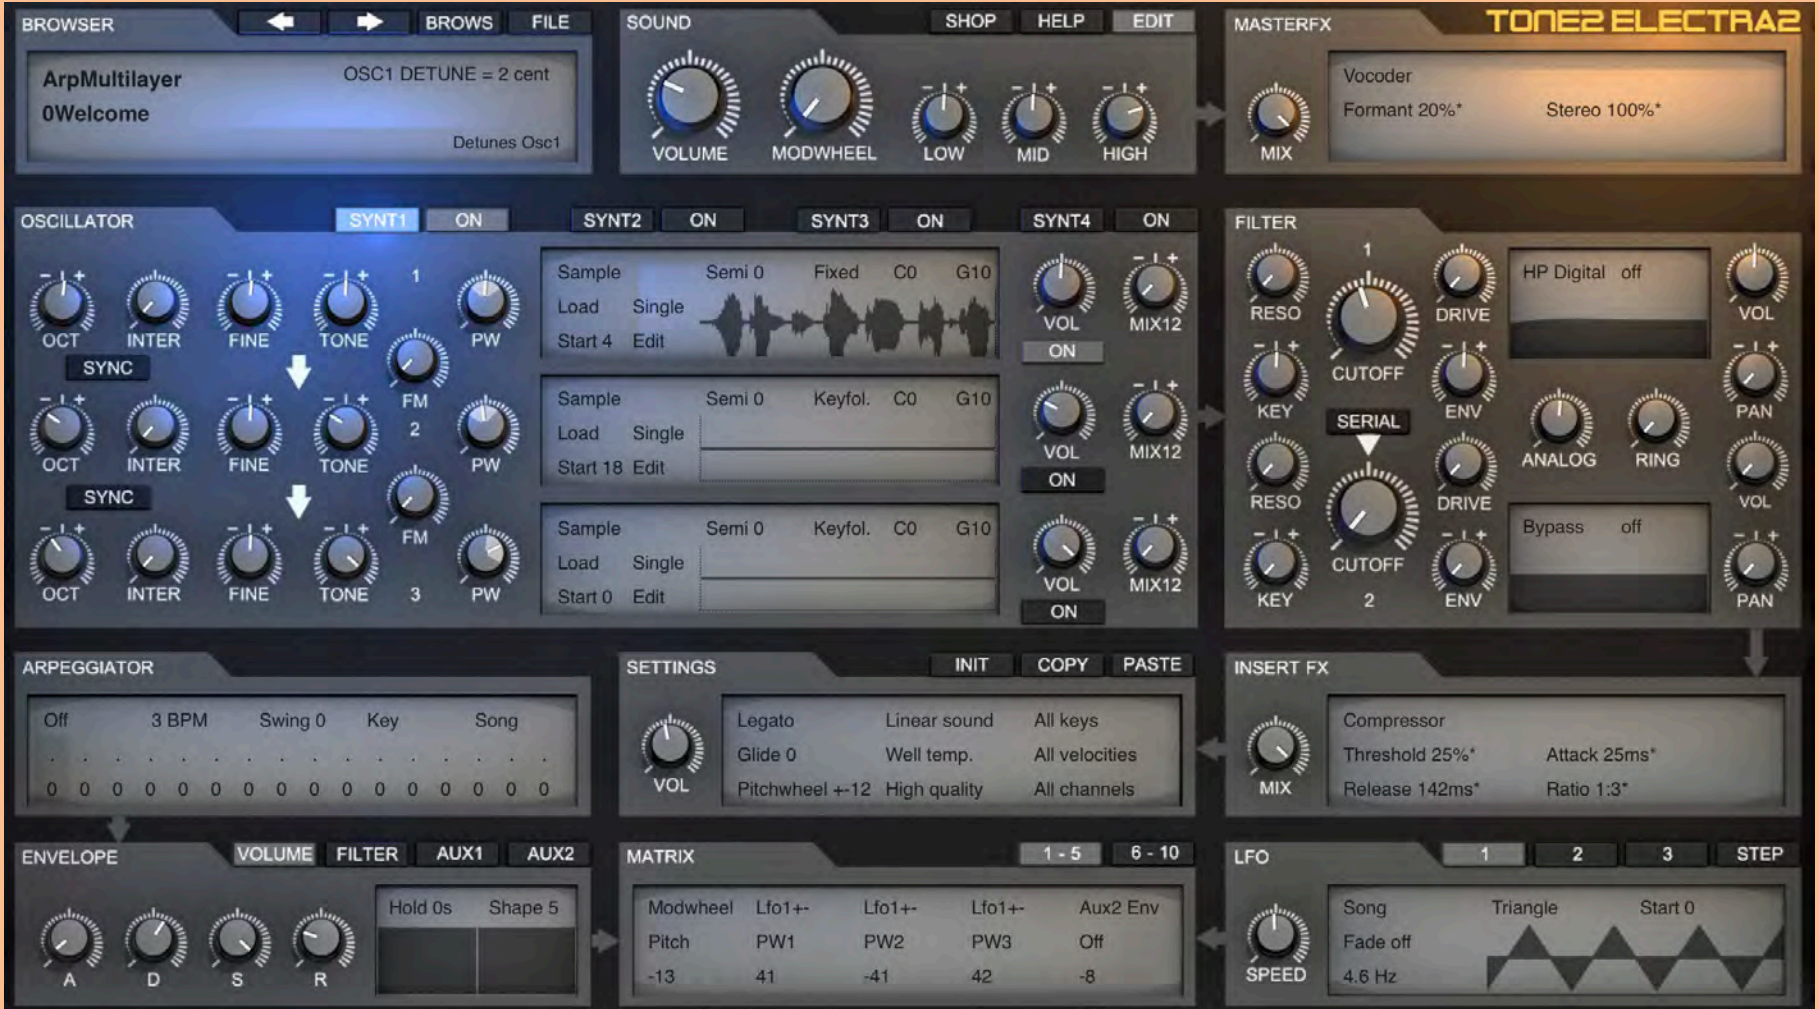 BROWSER BROWS FILE
ArpMultilayer OSC1 DETUNE = 2 cent
0Welcome
Detunes Osc1
SOUND SHOP HELP EDIT
VOLUME MODWHEEL LOW MID HIGH
MASTERFX TONE2 ELECTRA2
Vocoder
Formant 20%* Stereo 100%*
MIX
OSCILLATOR SYNT1 ON SYNT2 ON SYNT3 ON SYNT4 ON
1
OCT INTER FINE TONE PW
SYNC
FM
2
OCT INTER FINE TONE PW
SYNC
FM
OCT INTER FINE TONE 3 PW
Sample Semi 0 Fixed C0 G10
Load Single
Start 4 Edit
VOL MIX12
ON
Sample Semi 0 Keyfol. C0 G10
Load Single
Start 18 Edit
VOL MIX12
ON
Sample Semi 0 Keyfol. C0 G10
Load Single
Start 0 Edit
VOL MIX12
ON
FILTER
1
HP Digital off
RESO DRIVE VOL
CUTOFF
KEY ENV PAN
SERIAL
ANALOG RING
RESO DRIVE VOL
Bypass off
CUTOFF
KEY 2 ENV PAN
ARPEGGIATOR
Off 3 BPM Swing 0 Key Song
. . . . . . . . . . . . . . . .
0 0 0 0 0 0 0 0 0 0 0 0 0 0 0 0
SETTINGS INIT COPY PASTE
Legato Linear sound All keys
Glide 0 Well temp. All velocities
VOL Pitchwheel +-12 High quality All channels
INSERT FX
Compressor
Threshold 25%* Attack 25ms*
MIX Release 142ms* Ratio 1:3*
ENVELOPE VOLUME FILTER AUX1 AUX2
Hold 0s Shape 5
A D S R
MATRIX 1 - 5 6 - 10
Modwheel Lfo1+- Lfo1+- Lfo1+- Aux2 Env
Pitch PW1 PW2 PW3 Off
-13 41 -41 42 -8
LFO 1 2 3 STEP
Song Triangle Start 0
Fade off
SPEED 4.6 Hz